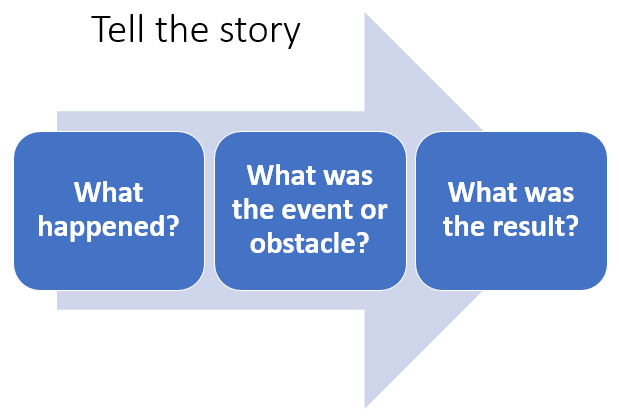 Tell the story
What
happened?
What was
the event or
obstacle?
What was
the result?